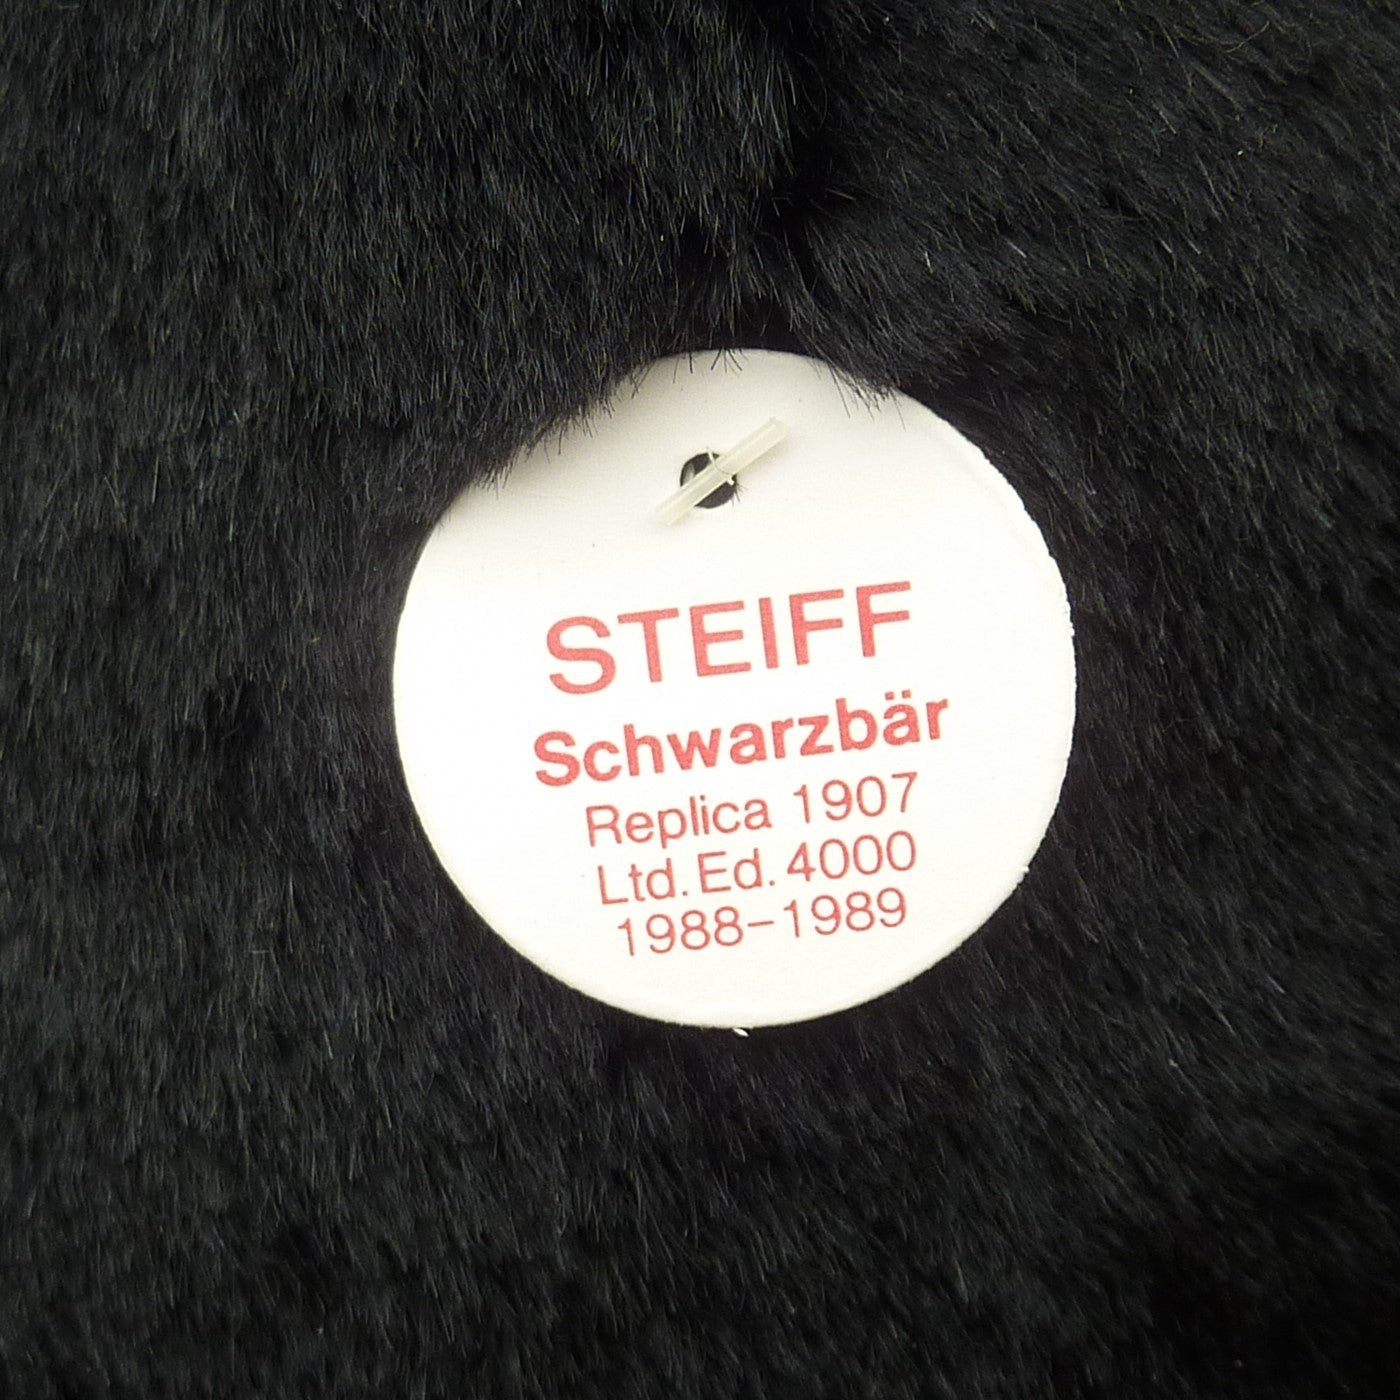 STEIFF
Schwarzbär
Replica 1907
Ltd. Ed. 4000
1988-1989